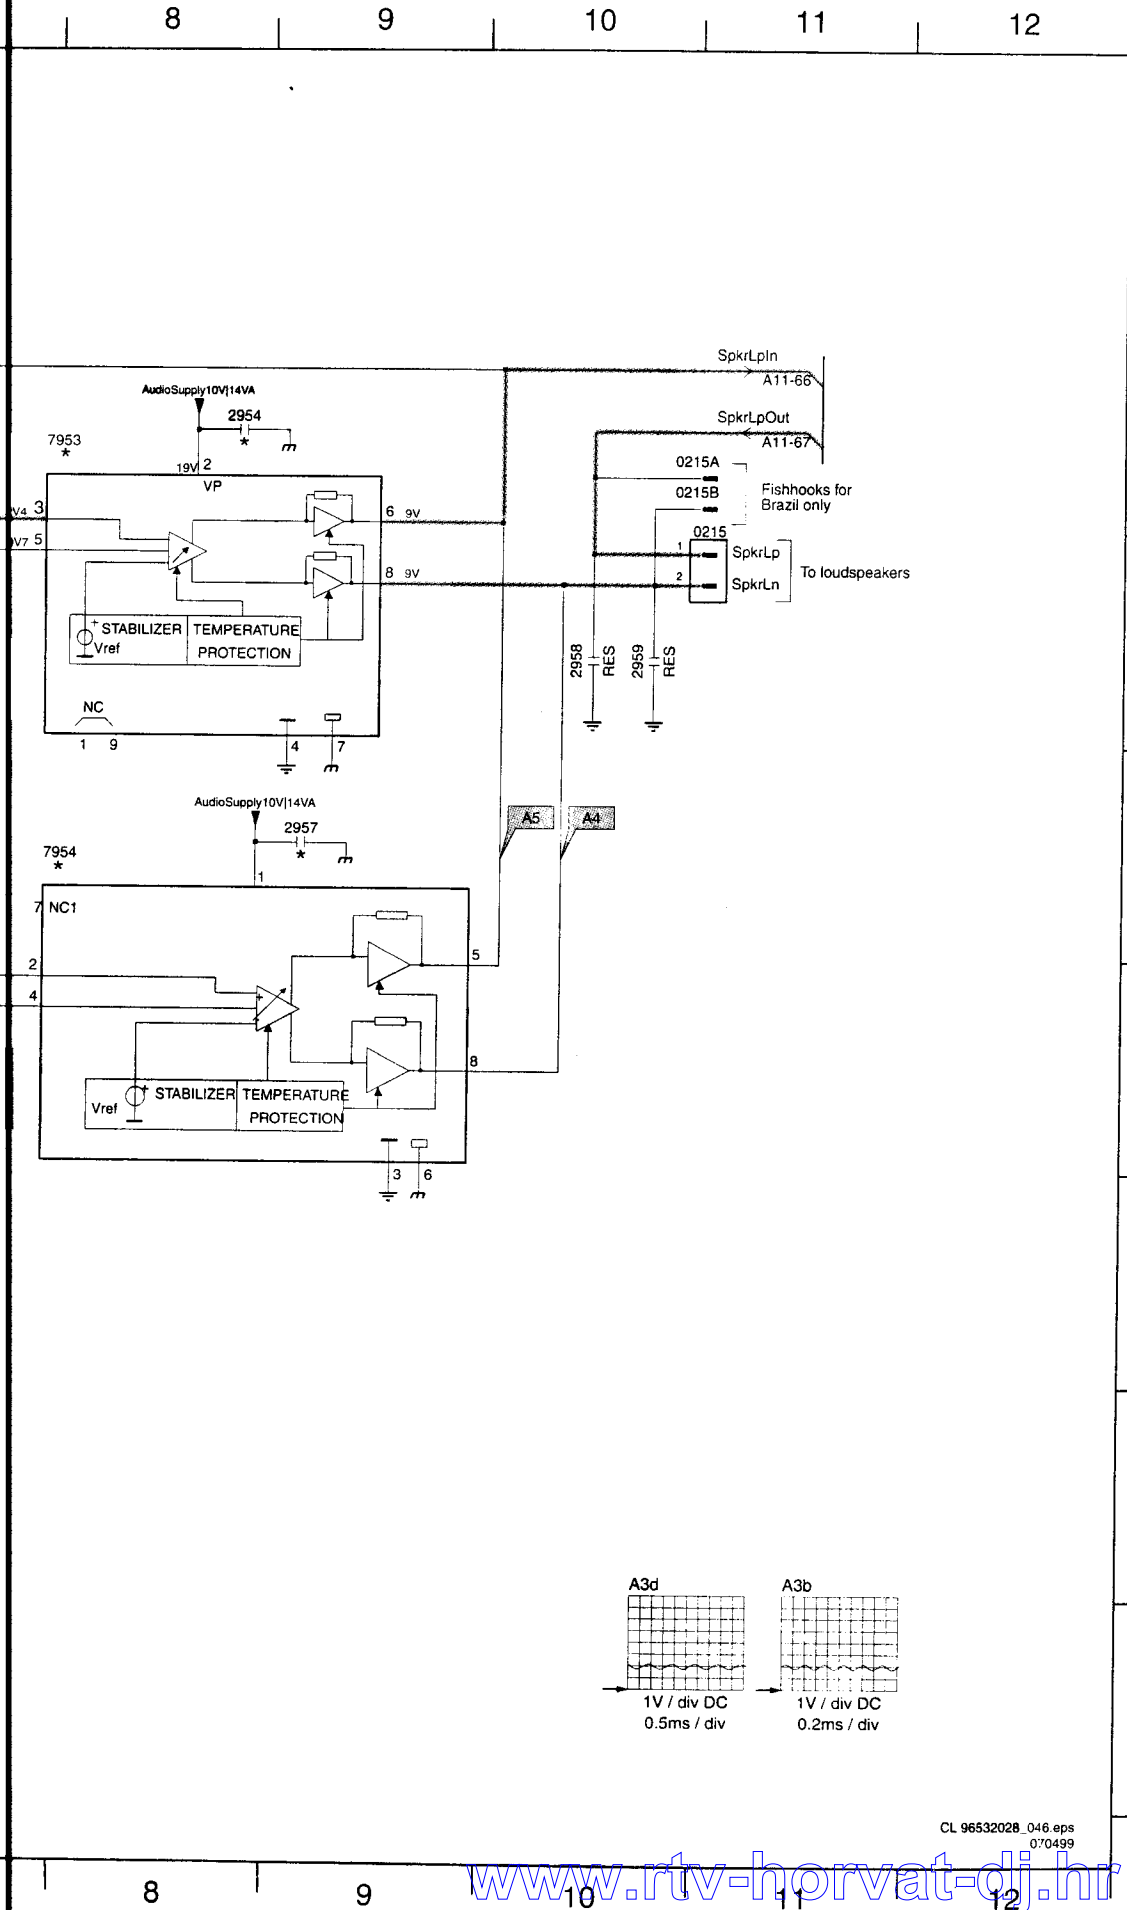 8 9 10 11 12
SpkrLpIn
A11-66
AudioSupply10V|14VA
2954
*
SpkrLpOut
A11-67
7953
*
19V 2
VP
0215A
0215B
Fishhooks for
Brazil only
V4 3
6 9V
0215
V7 5
1 SpkrLp
8 9V
2 SpkrLn
To loudspeakers
+ STABILIZER TEMPERATURE
Vref PROTECTION
2958
RES
2959
RES
NC
1 9 4 7
AudioSupply10V|14VA
A5 A4
2957
*
7954
*
1
7 NC1
5
2
4
+
8
+ STABILIZER TEMPERATURE
Vref PROTECTION
3 6
A3d A3b
1V / div DC 1V / div DC
0.5ms / div 0.2ms / div
CL 96532028_046.eps
070499
8 9 10 11 12
www.rtv-horvat-dj.hr